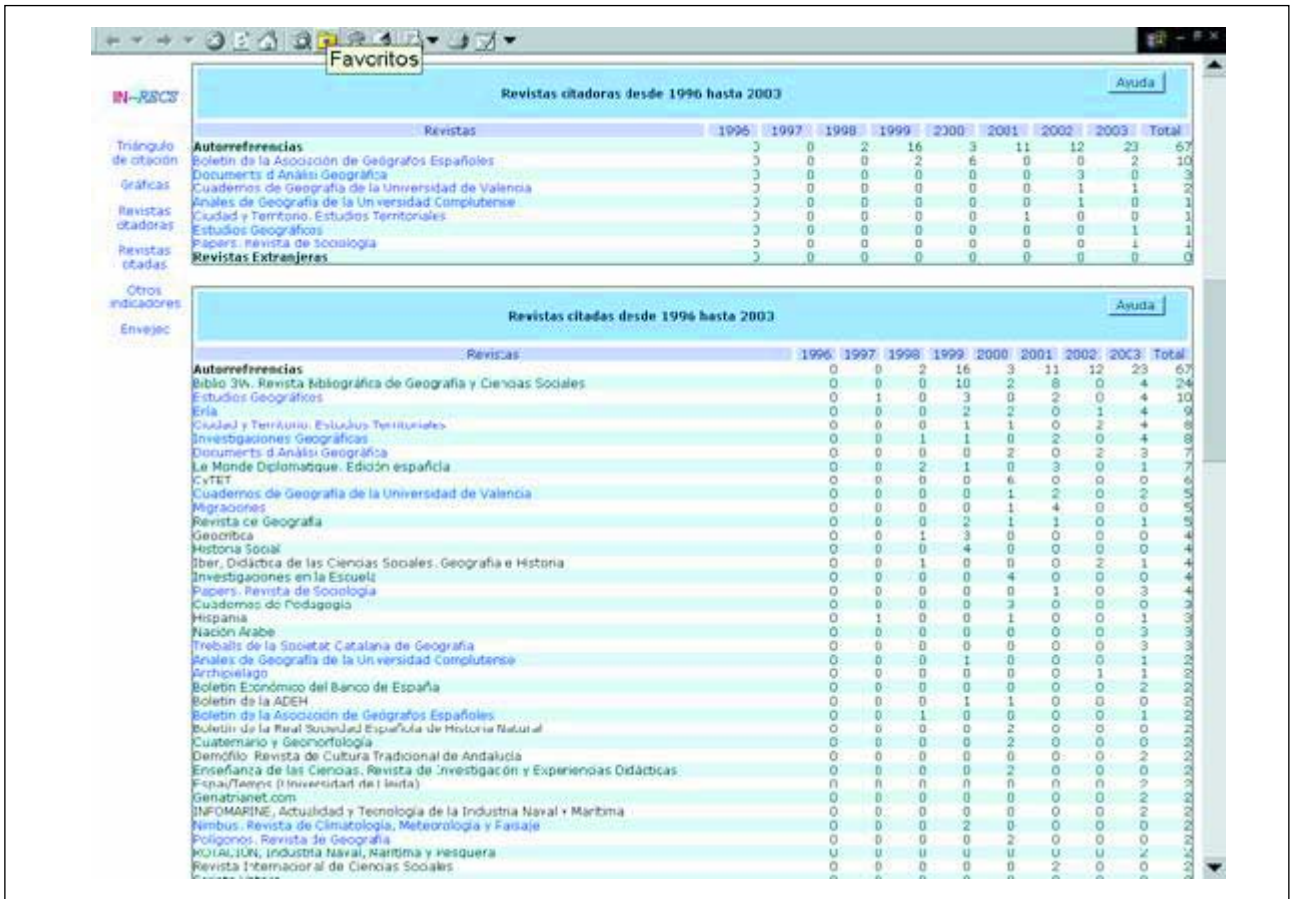 Favoritos
IN-RECS
Triángulo
de citación
Gráficas
Revistas
citadoras
Revistas
citadas
Otros
indicadores
Envejec
Revistas citadoras desde 1996 hasta 2003
Ayuda
Revistas 1996 1997 1998 1999 2000 2001 2002 2003 Total
Autorreferencias 0 0 2 16 3 11 12 23 67
Boletín de la Asociación de Geógrafos Españoles 0 0 0 2 6 0 0 2 10
Documents d'Anàlisi Geogràfica 0 0 0 0 0 0 3 0 3
Cuadernos de Geografía de la Universidad de Valencia 0 0 0 0 0 0 1 1 2
Anales de Geografía de la Universidad Complutense 0 0 0 0 0 0 1 0 1
Ciudad y Territorio. Estudios Territoriales 0 0 0 0 0 1 0 0 1
Estudios Geográficos 0 0 0 0 0 0 0 1 1
Papers. Revista de Sociología 0 0 0 0 0 0 0 1 1
Revistas Extranjeras 0 0 0 0 0 0 0 0 0
Revistas citadas desde 1996 hasta 2003
Ayuda
Revistas 1996 1997 1998 1999 2000 2001 2002 2003 Total
Autorreferencias 0 0 2 16 3 11 12 23 67
Biblio 3W. Revista Bibliográfica de Geografía y Ciencias Sociales 0 0 0 10 2 8 0 4 24
Estudios Geográficos 0 1 0 3 0 2 0 4 10
Ería 0 0 0 2 2 0 1 4 9
Ciudad y Territorio. Estudios Territoriales 0 0 0 1 1 0 2 4 8
Investigaciones Geográficas 0 0 1 1 0 2 0 4 8
Documents d'Anàlisi Geogràfica 0 0 0 0 2 0 2 3 7
Le Monde Diplomatique. Edición española 0 0 2 1 0 3 0 1 7
CyTET 0 0 0 0 6 0 0 0 6
Cuadernos de Geografía de la Universidad de Valencia 0 0 0 0 1 2 0 2 5
Migraciones 0 0 0 0 1 4 0 0 5
Revista de Geografía 0 0 0 2 1 1 0 1 5
Geocrítica 0 0 1 3 0 0 0 0 4
Historia Social 0 0 0 4 0 0 0 0 4
Iber, Didáctica de las Ciencias Sociales. Geografía e Historia 0 0 1 0 0 0 2 1 4
Investigaciones en la Escuela 0 0 0 0 4 0 0 0 4
Papers. Revista de Sociología 0 0 0 0 0 1 0 3 4
Cuadernos de Pedagogía 0 0 0 0 3 0 0 0 3
Hispania 0 1 0 0 1 0 0 1 3
Nación Árabe 0 0 0 0 0 0 0 3 3
Treballs de la Societat Catalana de Geografia 0 0 0 0 0 0 0 3 3
Anales de Geografía de la Universidad Complutense 0 0 0 1 0 0 0 1 2
Archipiélago 0 0 0 0 0 0 1 1 2
Boletín Económico del Banco de España 0 0 0 0 0 0 0 2 2
Boletín de la ADEH 0 0 0 1 1 0 0 0 2
Boletín de la Asociación de Geógrafos Españoles 0 0 1 0 0 0 0 1 2
Boletín de la Real Sociedad Española de Historia Natural 0 0 0 0 2 0 0 0 2
Cuaternario y Geomorfología 0 0 0 0 2 0 0 0 2
Demófilo. Revista de Cultura Tradicional de Andalucía 0 0 0 0 0 0 0 2 2
Enseñanza de las Ciencias. Revista de Investigación y Experiencias Didácticas 0 0 0 0 2 0 0 0 2
Espai/Temps (Universidad de Lleida) 0 0 0 0 0 0 0 2 2
Genatrianet.com 0 0 0 0 0 0 0 2 2
INFOMARINE, Actualidad y Tecnología de la Industria Naval y Marítima 0 0 0 0 0 0 0 2 2
Nimbus. Revista de Climatología, Meteorología y Paisaje 0 0 0 2 0 0 0 0 2
Polígonos. Revista de Geografía 0 0 0 0 2 0 0 0 2
ROTACIÓN, Industria Naval, Marítima y Pesquera 0 0 0 0 0 0 0 2 2
Revista Internacional de Ciencias Sociales 0 0 0 0 0 2 0 0 2